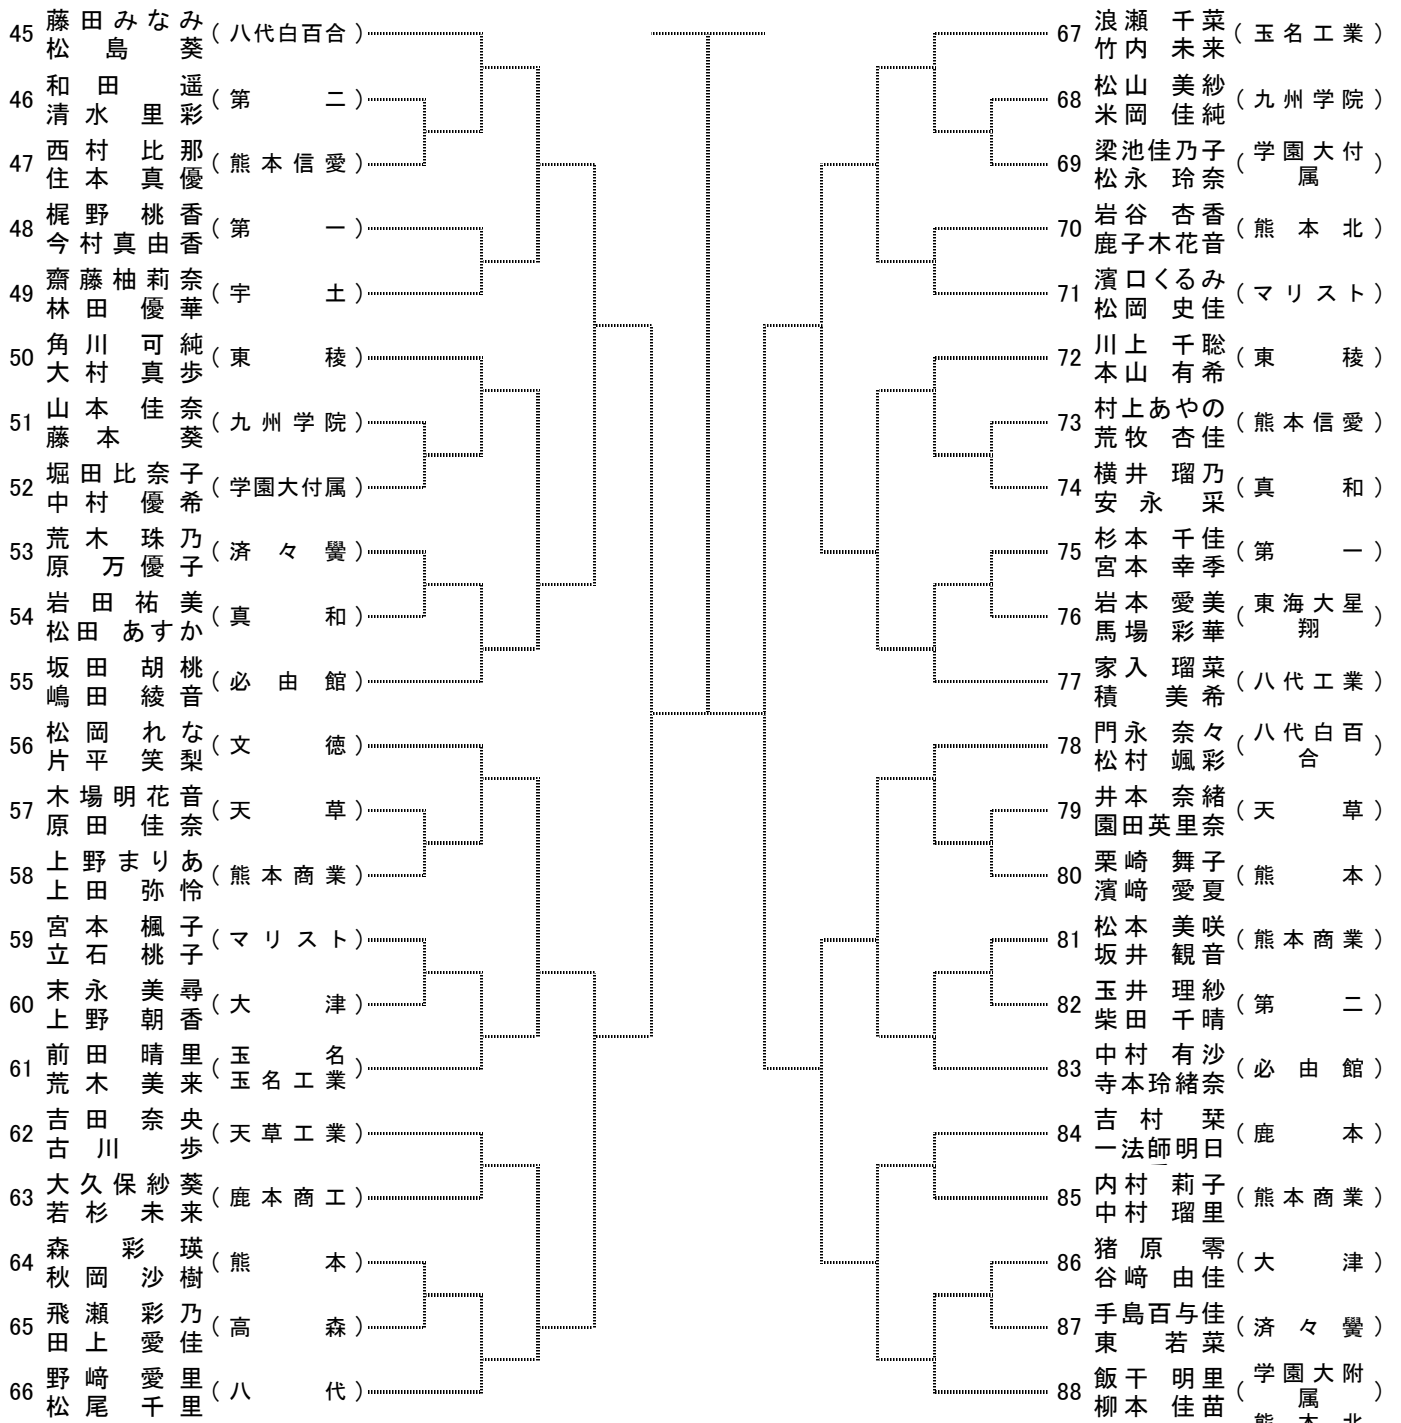 45 藤田みなみ 松島葵 (八代白百合)
46 和田遥 清水里彩 (第二)
47 西村比那 住本真優 (熊本信愛)
48 梶野桃香 今村真由香 (第一)
49 齋藤柚莉奈 林田優華 (宇土)
50 角川可純 大村真歩 (東稜)
51 山本佳奈 藤本葵 (九州学院)
52 堀田比奈子 中村優希 (学園大付属)
53 荒木珠乃 原万優子 (済々黌)
54 岩田祐美 松田あすか (真和)
55 坂田胡桃 嶋田綾音 (必由館)
56 松岡れな 片平笑梨 (文徳)
57 木場明花音 原田佳奈 (天草)
58 上野まりあ 上田弥怜 (熊本商業)
59 宮本楓子 立石桃子 (マリスト)
60 末永美尋 上野朝香 (大津)
61 前田晴里 荒木美来 (玉名 玉名工業)
62 吉田奈央 古川歩 (天草工業)
63 大久保紗葵 若杉未来 (鹿本商工)
64 森彩瑛 秋岡沙樹 (熊本)
65 飛瀬彩乃 田上愛佳 (高森)
66 野﨑愛里 松尾千里 (八代)
67 浪瀬千菜 竹内未来 (玉名工業)
68 松山美紗 米岡佳純 (九州学院)
69 梁池佳乃子 松永玲奈 (学園大付属)
70 岩谷杏香 鹿子木花音 (熊本北)
71 濱口くるみ 松岡史佳 (マリスト)
72 川上千聡 本山有希 (東稜)
73 村上あやの 荒牧杏佳 (熊本信愛)
74 横井瑠乃 安永采 (真和)
75 杉本千佳 宮本幸季 (第一)
76 岩本愛美 馬場彩華 (東海大星翔)
77 家入瑠菜 積美希 (八代工業)
78 門永奈々 松村颯彩 (八代白百合)
79 井本奈緒 園田英里奈 (天草)
80 栗崎舞子 濱﨑愛夏 (熊本)
81 松本美咲 坂井観音 (熊本商業)
82 玉井理紗 柴田千晴 (第二)
83 中村有沙 寺本玲緒奈 (必由館)
84 吉村栞 一法師明日 (鹿本)
85 内村莉子 中村瑠里 (熊本商業)
86 猪原零 谷﨑由佳 (大津)
87 手島百与佳 東若菜 (済々黌)
88 飯干明里 柳本佳苗 (学園大附属)